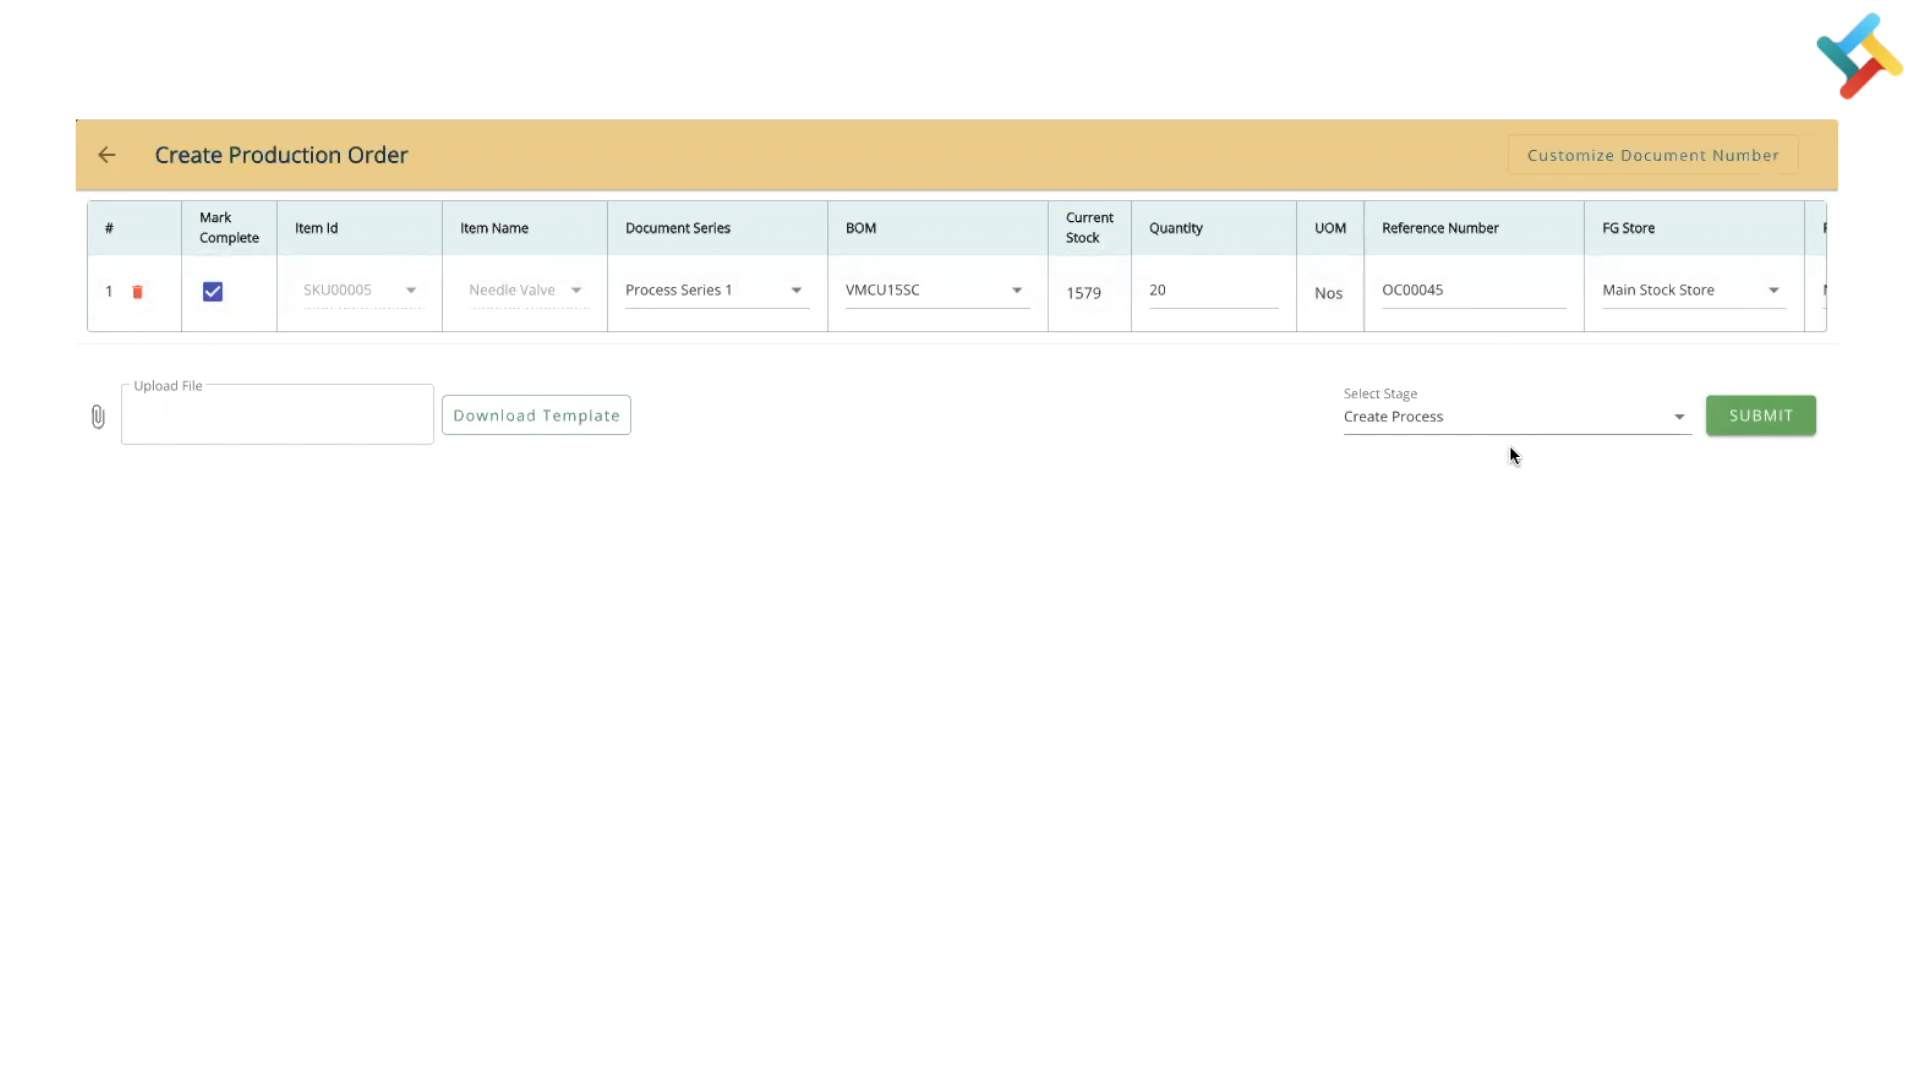 Create Production Order
Customize Document Number
# Mark Complete Item Id Item Name Document Series BOM Current Stock Quantity UOM Reference Number FG Store
1 SKU00005 Needle Valve Process Series 1 VMCU15SC 1579 20 Nos OC00045 Main Stock Store
Upload File
Download Template
Select Stage
Create Process
SUBMIT